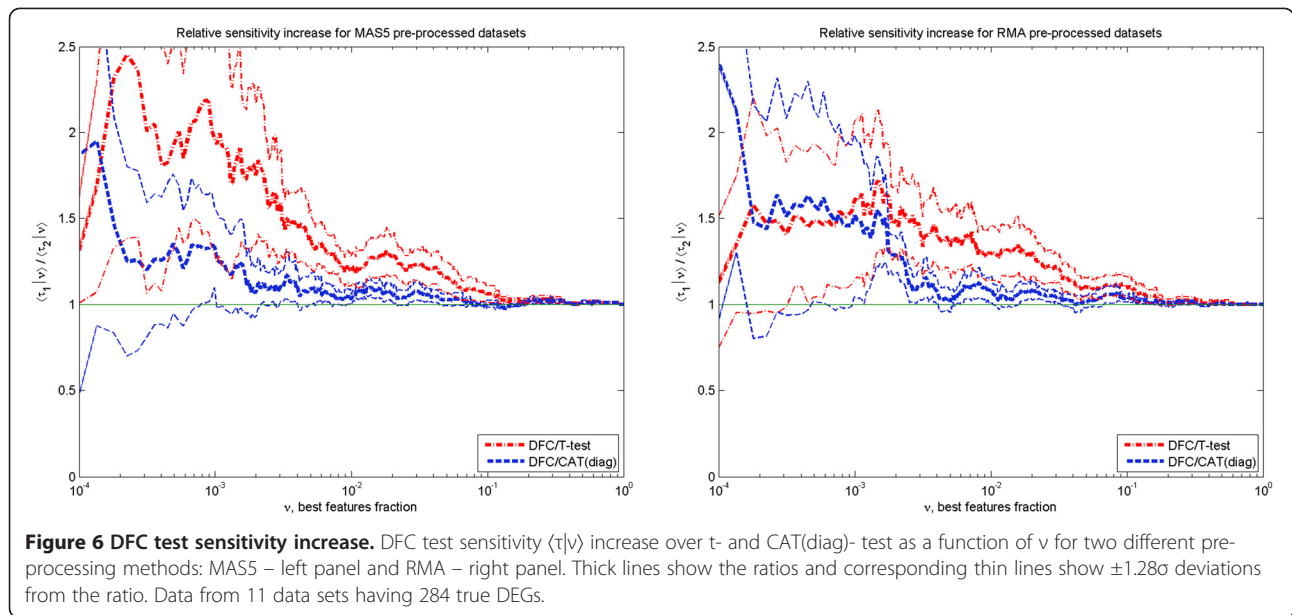 Relative sensitivity increase for MAS5 pre-processed datasets
2.5
2
1.5
1
0.5
0
⟨τ₁|ν⟩ / ⟨τ₂|ν⟩
10⁻⁴
10⁻³
10⁻²
10⁻¹
10⁰
ν, best features fraction
DFC/T-test
DFC/CAT(diag)
Relative sensitivity increase for RMA pre-processed datasets
2.5
2
1.5
1
0.5
0
⟨τ₁|ν⟩ / ⟨τ₂|ν⟩
10⁻⁴
10⁻³
10⁻²
10⁻¹
10⁰
ν, best features fraction
DFC/T-test
DFC/CAT(diag)
Figure 6 DFC test sensitivity increase. DFC test sensitivity ⟨τ|ν⟩ increase over t- and CAT(diag)- test as a function of ν for two different pre-
processing methods: MAS5 – left panel and RMA – right panel. Thick lines show the ratios and corresponding thin lines show ±1.28σ deviations
from the ratio. Data from 11 data sets having 284 true DEGs.